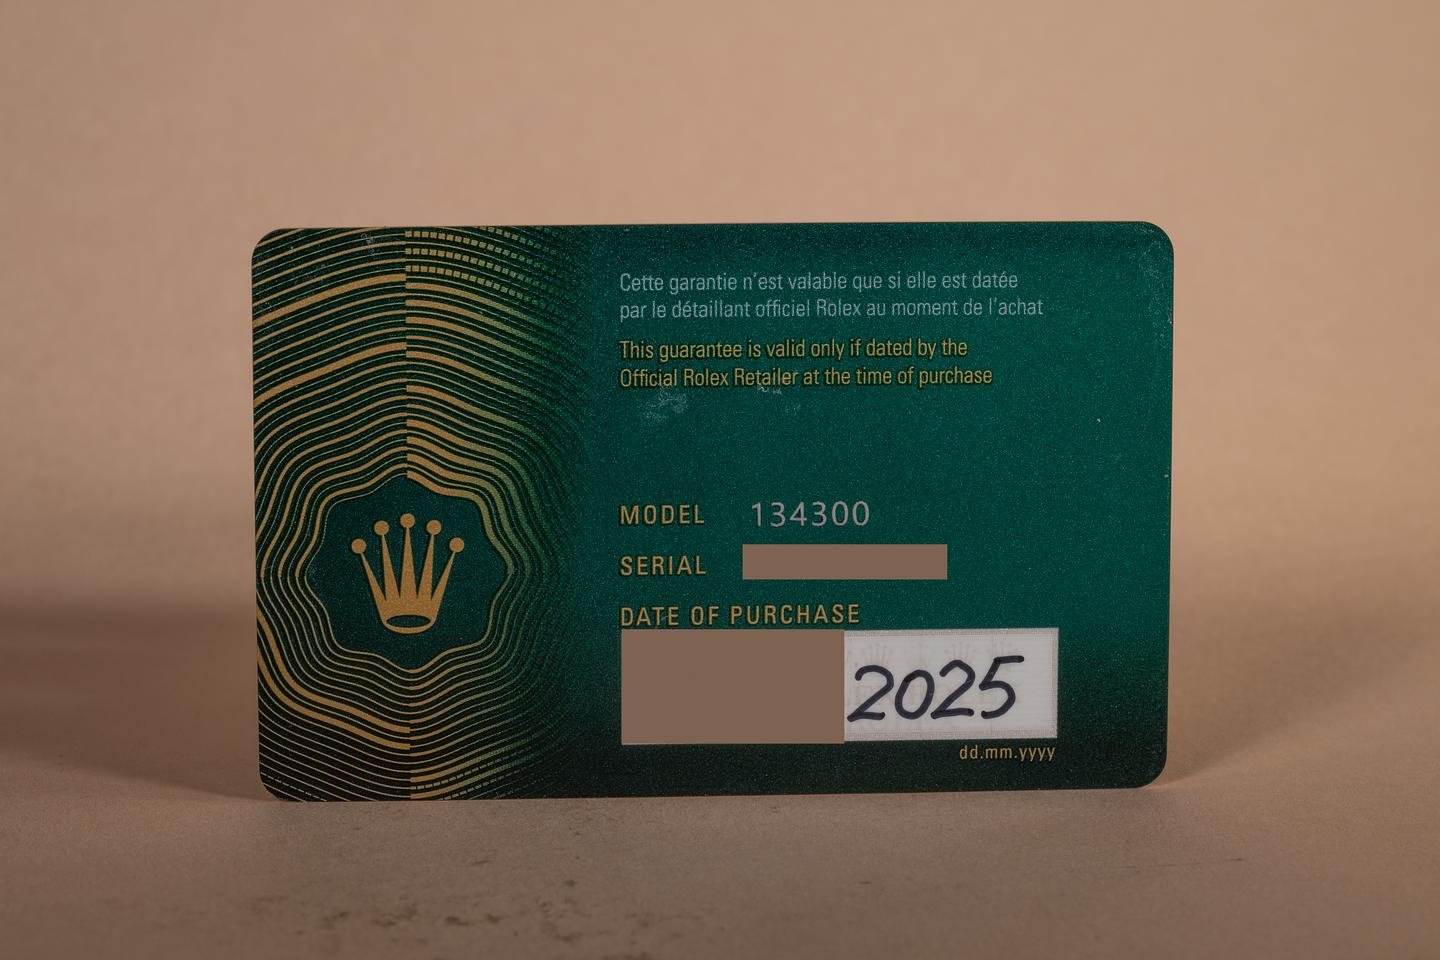 Cette garantie n'est valable que si elle est datée
par le détaillant officiel Rolex au moment de l'achat
This guarantee is valid only if dated by the
Official Rolex Retailer at the time of purchase
MODEL 134300
SERIAL
DATE OF PURCHASE
2025
dd.mm.yyyy